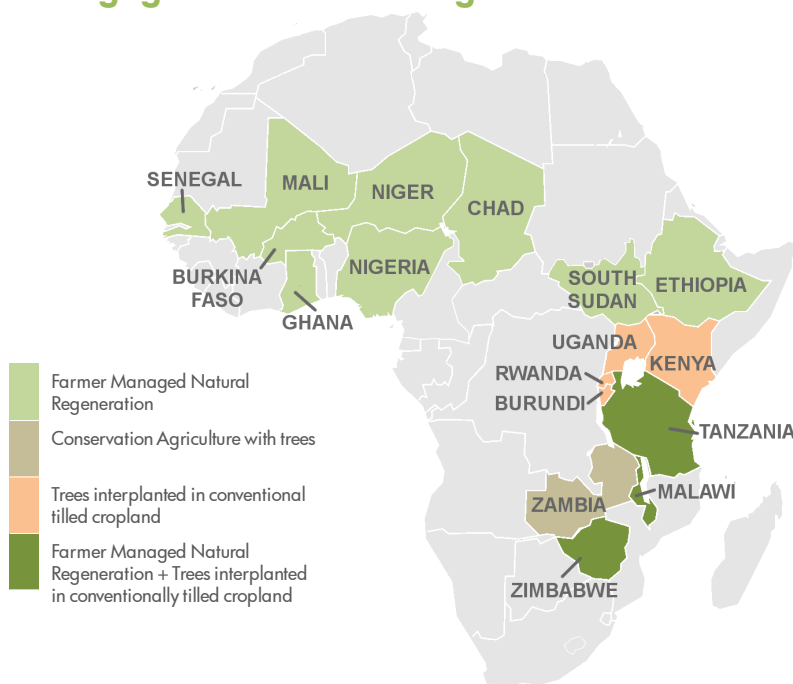 SENEGAL
MALI
NIGER
CHAD
BURKINA
FASO
NIGERIA
GHANA
SOUTH
SUDAN
ETHIOPIA
UGANDA
KENYA
RWANDA
BURUNDI
TANZANIA
MALAWI
ZAMBIA
ZIMBABWE
Farmer Managed Natural
Regeneration
Conservation Agriculture with trees
Trees interplanted in conventional
tilled cropland
Farmer Managed Natural
Regeneration + Trees interplanted
in conventionally tilled cropland